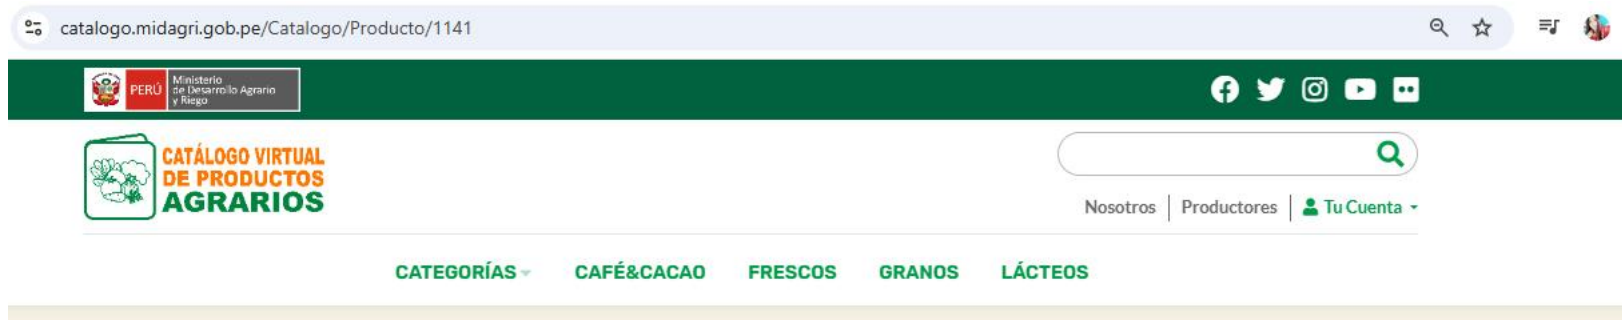 catalogo.midagri.gob.pe/Catalogo/Producto/1141
PERÚ
Ministerio
de Desarrollo Agrario
y Riego
CATÁLOGO VIRTUAL
DE PRODUCTOS
AGRARIOS
Nosotros Productores Tu Cuenta
CATEGORÍAS CAFÉ&CACAO FRESCOS GRANOS LÁCTEOS